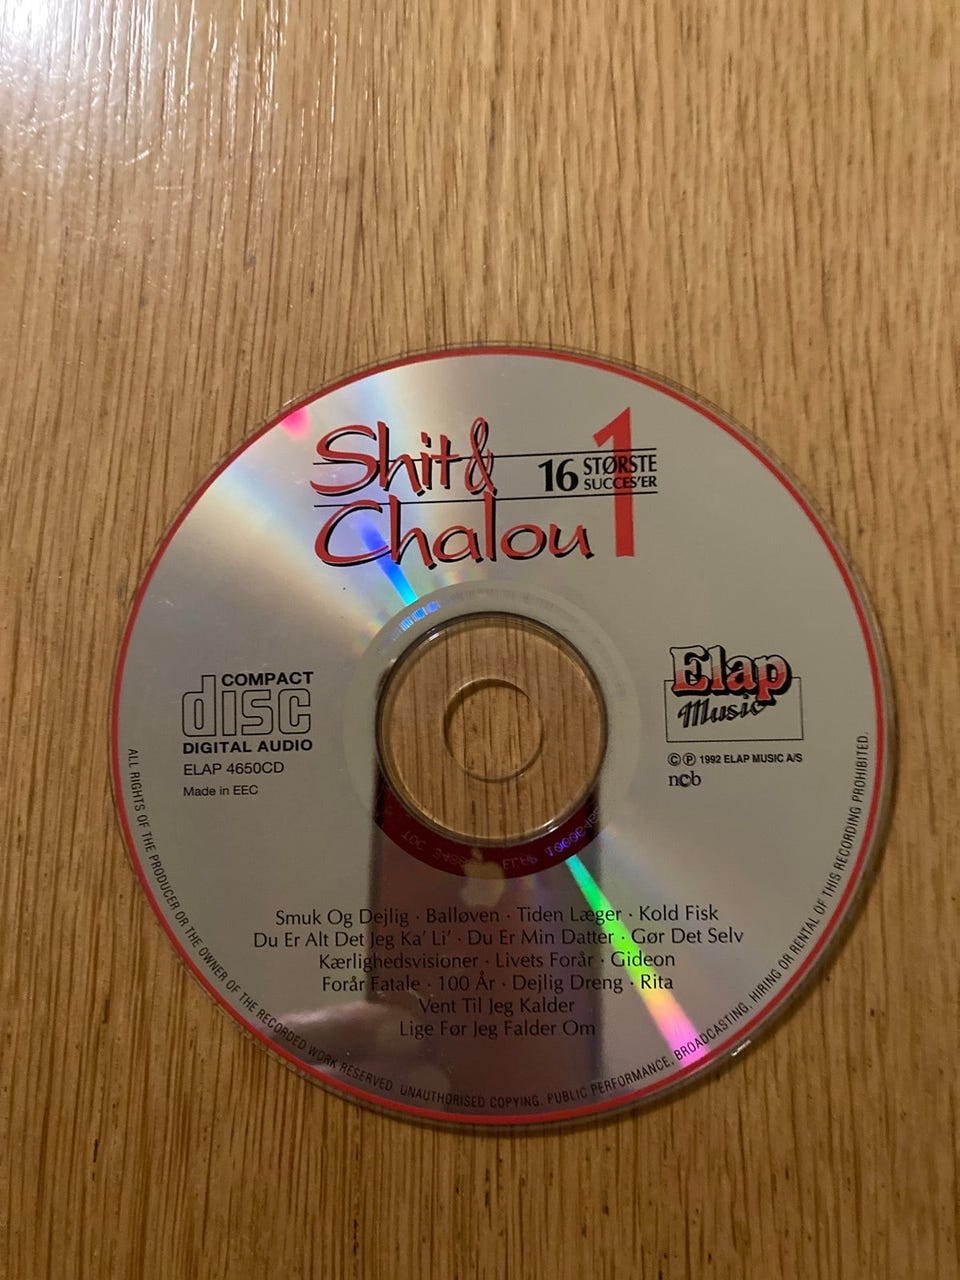 Shit &
Chalou
16 STØRSTE
SUCCES'ER
1
COMPACT
disc
DIGITAL AUDIO
ELAP 4650CD
Made in EEC
Elap
Music
© ℗ 1992 ELAP MUSIC A/S
ncb
Smuk Og Dejlig · Balløven · Tiden Læger · Kold Fisk
Du Er Alt Det Jeg Ka' Li' · Du Er Min Datter · Gør Det Selv
Kærlighedsvisioner · Livets Forår · Gideon
Forår Fatale · 100 År · Dejlig Dreng · Rita
Vent Til Jeg Kalder
Lige Før Jeg Falder Om
ALL RIGHTS OF THE PRODUCER OR THE OWNER OF THE RECORDED WORK RESERVED. UNAUTHORISED COPYING, PUBLIC PERFORMANCE, BROADCASTING, HIRING OR RENTAL OF THIS RECORDING PROHIBITED.